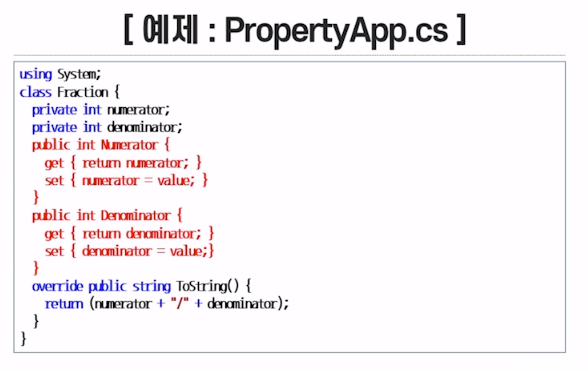 [ 예제 : PropertyApp.cs ]
using System;
class Fraction {
private int numerator;
private int denominator;
public int Numerator {
get { return numerator; }
set { numerator = value; }
}
public int Denominator {
get { return denominator; }
set { denominator = value;}
}
override public string ToString() {
return (numerator + "/" + denominator);
}
}